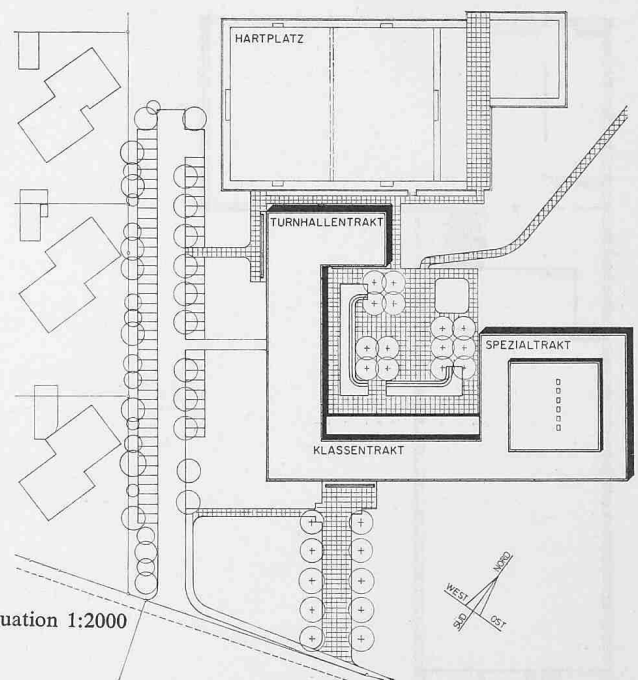 HARTPLATZ
TURNHALLENTRAKT
SPEZIALTRAKT
KLASSENTRAKT
NORD
WEST
OST
SÜD
uation 1:2000